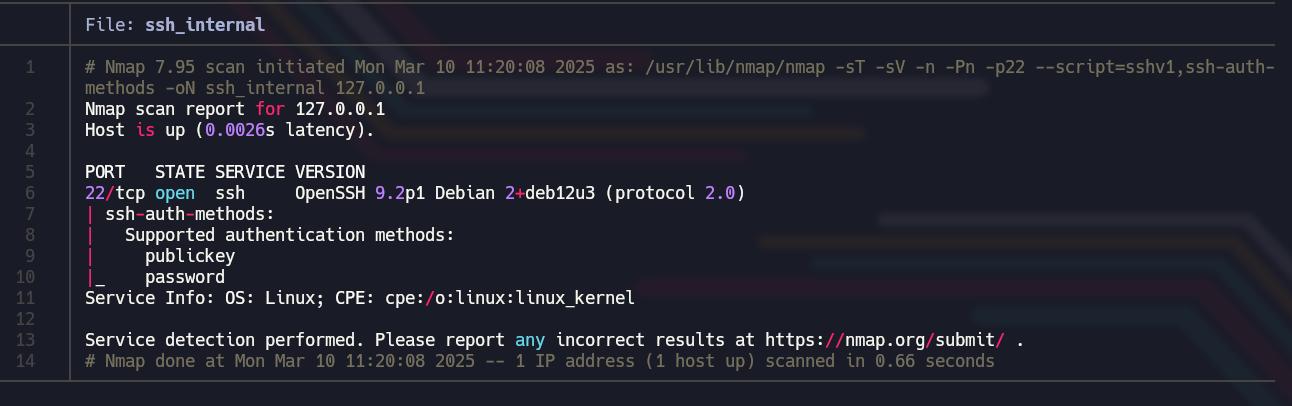 File: ssh_internal
1 # Nmap 7.95 scan initiated Mon Mar 10 11:20:08 2025 as: /usr/lib/nmap/nmap -sT -sV -n -Pn -p22 --script=sshv1,ssh-auth-
methods -oN ssh_internal 127.0.0.1
2 Nmap scan report for 127.0.0.1
3 Host is up (0.0026s latency).
4
5 PORT   STATE SERVICE VERSION
6 22/tcp open  ssh     OpenSSH 9.2p1 Debian 2+deb12u3 (protocol 2.0)
7 | ssh-auth-methods:
8 |   Supported authentication methods:
9 |     publickey
10 |_    password
11 Service Info: OS: Linux; CPE: cpe:/o:linux:linux_kernel
12
13 Service detection performed. Please report any incorrect results at https://nmap.org/submit/ .
14 # Nmap done at Mon Mar 10 11:20:08 2025 -- 1 IP address (1 host up) scanned in 0.66 seconds